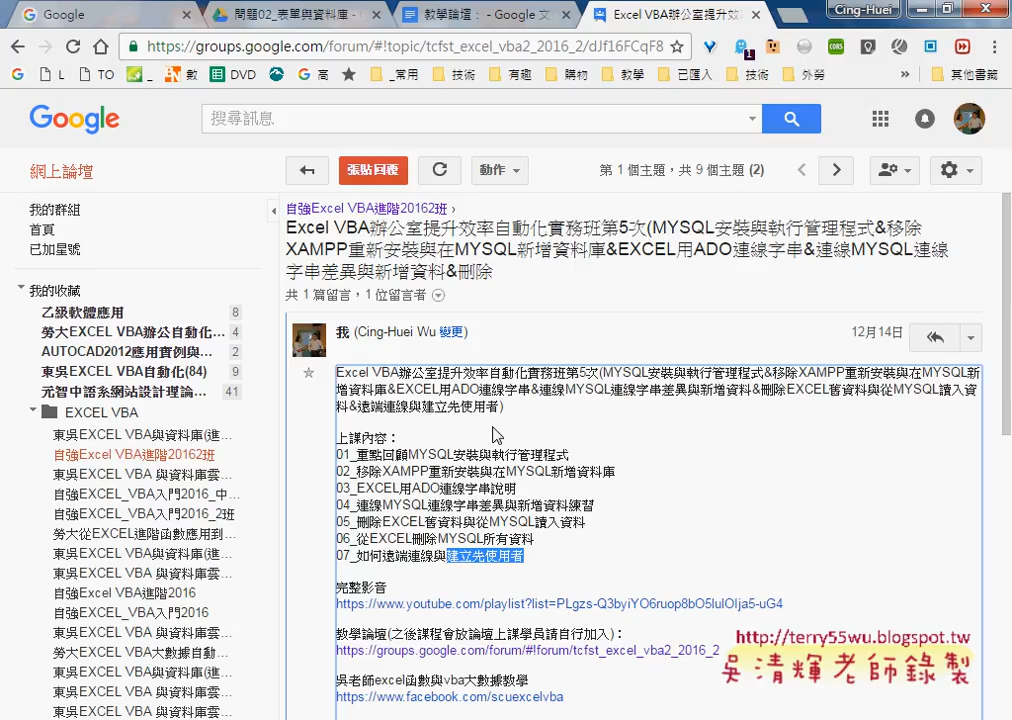 Google
問題02_表單與資料庫 -
教學論壇： - Google 文
Excel VBA辦公室提升效
Cing-Huei
https://groups.google.com/forum/#!topic/tcfst_excel_vba2_2016_2/dJf16FCqF8
L
TO
數
DVD
高
_常用
技術
有趣
購物
教學
已匯入
技術
外勞
»
其他書籤
Google
搜尋訊息
網上論壇
張貼回覆
動作
第 1 個主題，共 9 個主題 (2)
我的群組
首頁
已加星號
我的收藏
乙級軟體應用 8
勞大EXCEL VBA辦公自動化... 4
AUTOCAD2012應用實例與... 2
東吳EXCEL VBA自動化(84) 9
元智中語系網站設計理論... 41
EXCEL VBA
東吳EXCEL VBA與資料庫(進...
自強Excel VBA進階20162班
東吳EXCEL VBA 與資料庫雲...
自強EXCEL_VBA入門2016_中...
自強EXCEL_VBA入門2016_2班
勞大從EXCEL進階函數應用到...
東吳EXCEL VBA與資料庫(進...
東吳EXCEL VBA 與資料庫雲...
自強Excel VBA進階2016
自強EXCEL_VBA入門2016
東吳EXCEL VBA與資料庫(進...
勞大EXCEL VBA大數據自動...
東吳EXCEL VBA 與資料庫雲...
東吳EXCEL VBA與資料庫(進...
自強Excel VBA進階20162班 ›
Excel VBA辦公室提升效率自動化實務班第5次(MYSQL安裝與執行管理程式&移除
XAMPP重新安裝與在MYSQL新增資料庫&EXCEL用ADO連線字串&連線MYSQL連線
字串差異與新增資料&刪除
共 1 篇留言，1 位留言者
我 (Cing-Huei Wu 變更)
12月14日
Excel VBA辦公室提升效率自動化實務班第5次(MYSQL安裝與執行管理程式&移除XAMPP重新安裝與在MYSQL新
增資料庫&EXCEL用ADO連線字串&連線MYSQL連線字串差異與新增資料&刪除EXCEL舊資料與從MYSQL讀入資
料&遠端連線與建立先使用者)
上課內容：
01_重點回顧MYSQL安裝與執行管理程式
02_移除XAMPP重新安裝與在MYSQL新增資料庫
03_EXCEL用ADO連線字串說明
04_連線MYSQL連線字串差異與新增資料練習
05_刪除EXCEL舊資料與從MYSQL讀入資料
06_從EXCEL刪除MYSQL所有資料
07_如何遠端連線與建立先使用者
完整影音
https://www.youtube.com/playlist?list=PLgzs-Q3byiYO6ruop8bO5luIOIja5-uG4
教學論壇(之後課程會放論壇上課學員請自行加入)：
https://groups.google.com/forum/#!forum/tcfst_excel_vba2_2016_2
吳老師excel函數與vba大數據教學
https://www.facebook.com/scuexcelvba
http://terry55wu.blogspot.tw
吳清輝老師錄製